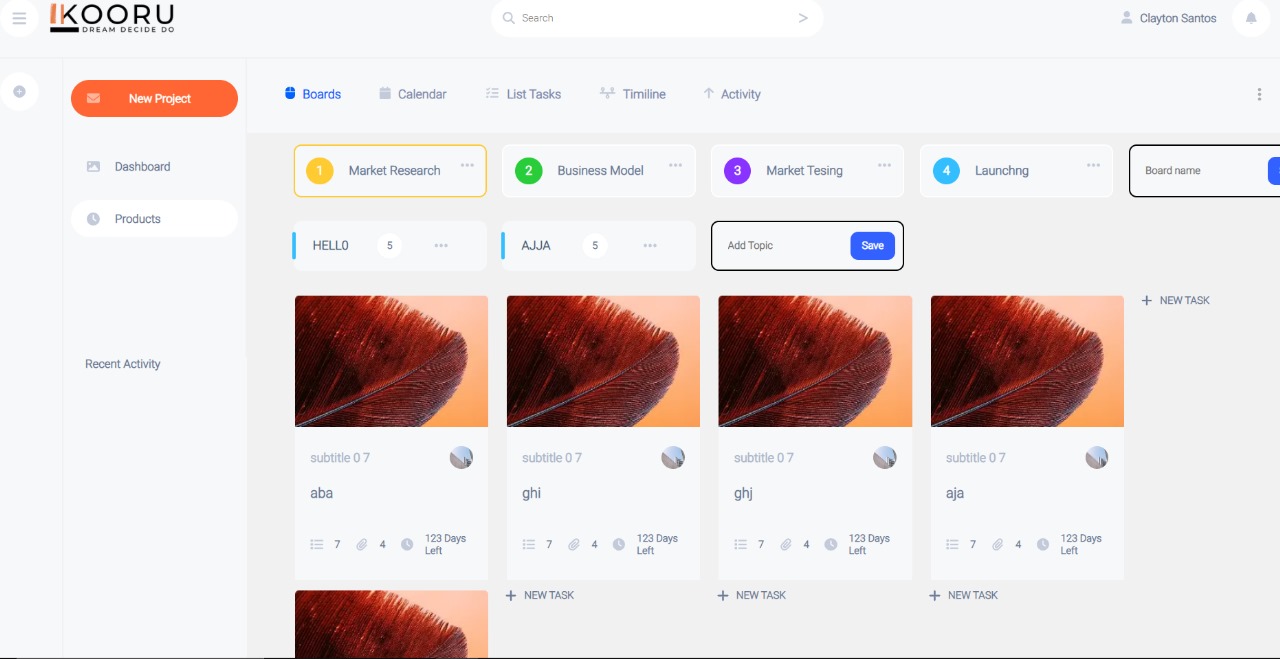 IKOORU
DREAM DECIDE DO
Search
>
Clayton Santos
New Project
Boards
Calendar
List Tasks
Timiline
Activity
Dashboard
Products
Recent Activity
1 Market Research
2 Business Model
3 Market Tesing
4 Launchng
Board name
HELL0 5
AJJA 5
Add Topic
Save
+ NEW TASK
subtitle 0 7
aba
7 4 123 Days
Left
subtitle 0 7
ghi
7 4 123 Days
Left
+ NEW TASK
subtitle 0 7
ghj
7 4 123 Days
Left
+ NEW TASK
subtitle 0 7
aja
7 4 123 Days
Left
+ NEW TASK